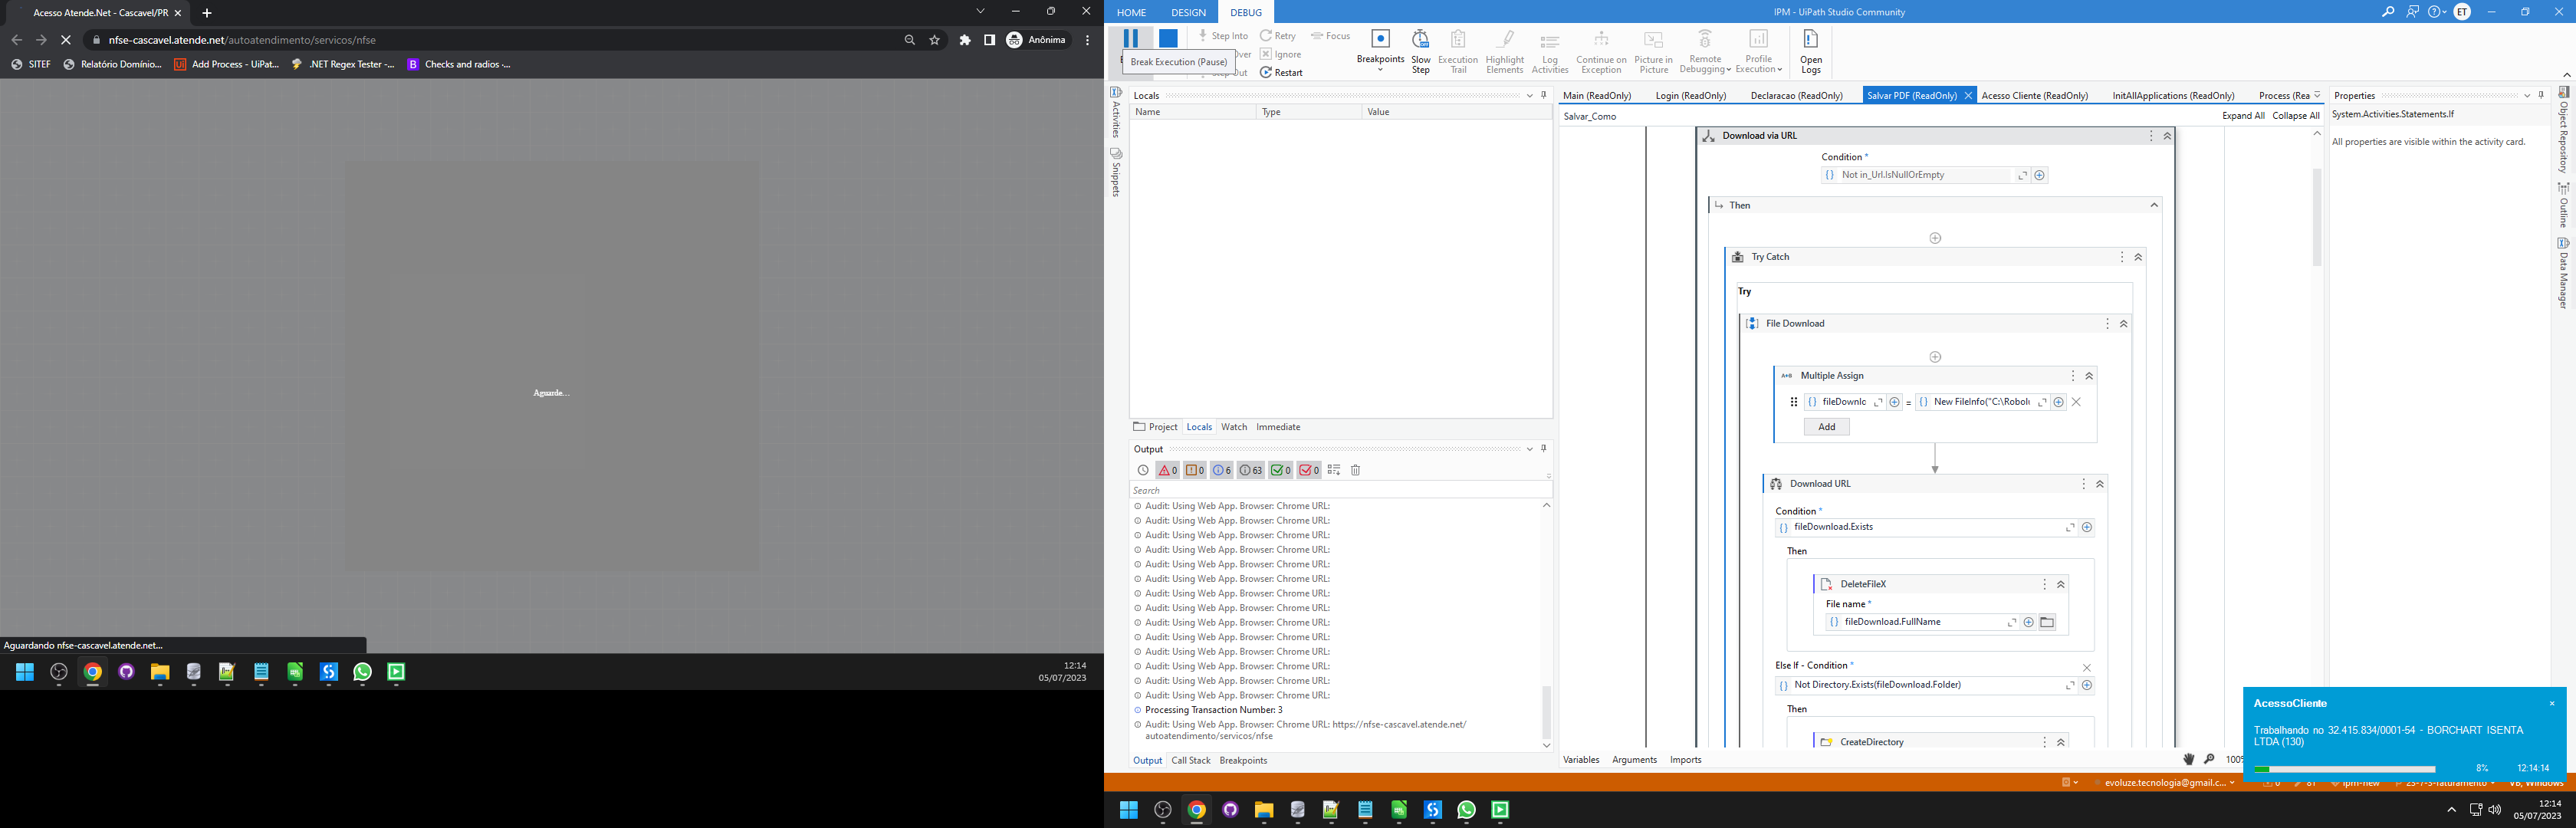 Acesso Atende.Net - Cascavel/PR
nfse-cascavel.atende.net/autoatendimento/servicos/nfse
Anônima
SITEF
Relatório Domínio...
Add Process - UiPat...
.NET Regex Tester -...
Checks and radios ·...
Aguarde...
Aguardando nfse-cascavel.atende.net...
12:14
05/07/2023
HOME DESIGN DEBUG
IPM - UiPath Studio Community
ET
Step Into
Retry
Focus
Break Execution (Pause)
Over
Ignore
Out
Restart
Breakpoints
Slow Step
Execution Trail
Highlight Elements
Log Activities
Continue on Exception
Picture in Picture
Remote Debugging
Profile Execution
Open Logs
Activities
Snippets
Locals
Name Type Value
Project Locals Watch Immediate
Output
0 0 6 63 0 0
Search
Audit: Using Web App. Browser: Chrome URL:
Audit: Using Web App. Browser: Chrome URL:
Audit: Using Web App. Browser: Chrome URL:
Audit: Using Web App. Browser: Chrome URL:
Audit: Using Web App. Browser: Chrome URL:
Audit: Using Web App. Browser: Chrome URL:
Audit: Using Web App. Browser: Chrome URL:
Audit: Using Web App. Browser: Chrome URL:
Audit: Using Web App. Browser: Chrome URL:
Audit: Using Web App. Browser: Chrome URL:
Audit: Using Web App. Browser: Chrome URL:
Audit: Using Web App. Browser: Chrome URL:
Audit: Using Web App. Browser: Chrome URL:
Audit: Using Web App. Browser: Chrome URL:
Processing Transaction Number: 3
Audit: Using Web App. Browser: Chrome URL: https://nfse-cascavel.atende.net/
autoatendimento/servicos/nfse
Output Call Stack Breakpoints
Main (ReadOnly) Login (ReadOnly) Declaracao (ReadOnly) Salvar PDF (ReadOnly) Acesso Cliente (ReadOnly) InitAllApplications (ReadOnly) Process (Rea
Salvar_Como
Expand All Collapse All
Download via URL
Condition *
Not in_Url.IsNullOrEmpty
Then
Try Catch
Try
File Download
Multiple Assign
fileDownlc = New FileInfo("C:\Robolu
Add
Download URL
Condition *
fileDownload.Exists
Then
DeleteFileX
File name *
fileDownload.FullName
Else If - Condition *
Not Directory.Exists(fileDownload.Folder)
Then
CreateDirectory
Variables Arguments Imports
100%
Properties
System.Activities.Statements.If
All properties are visible within the activity card.
Object Repository
Outline
Data Manager
AcessoCliente
Trabalhando no 32.415.834/0001-54 - BORCHART ISENTA
LTDA (130)
8% 12:14:14
evoluze.tecnologia@gmail.c...
0 81 ipm-new 23-7-3-faturamento VB, Windows
12:14
05/07/2023